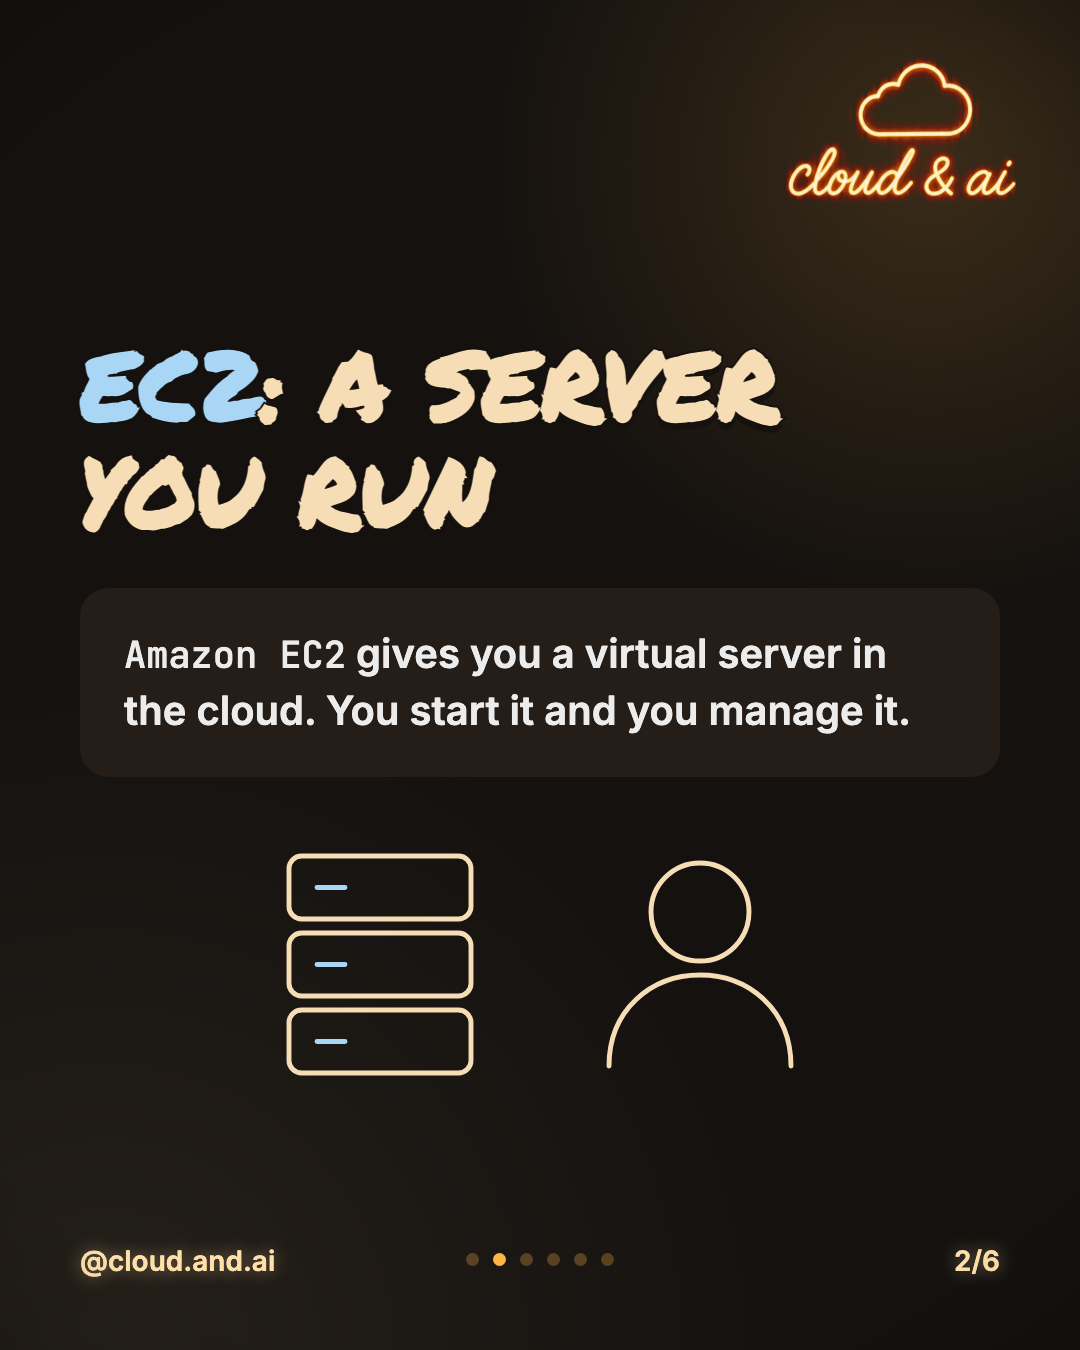 cloud & ai
EC2: A SERVER
YOU RUN
Amazon EC2 gives you a virtual server in
the cloud. You start it and you manage it.
@cloud.and.ai
2/6